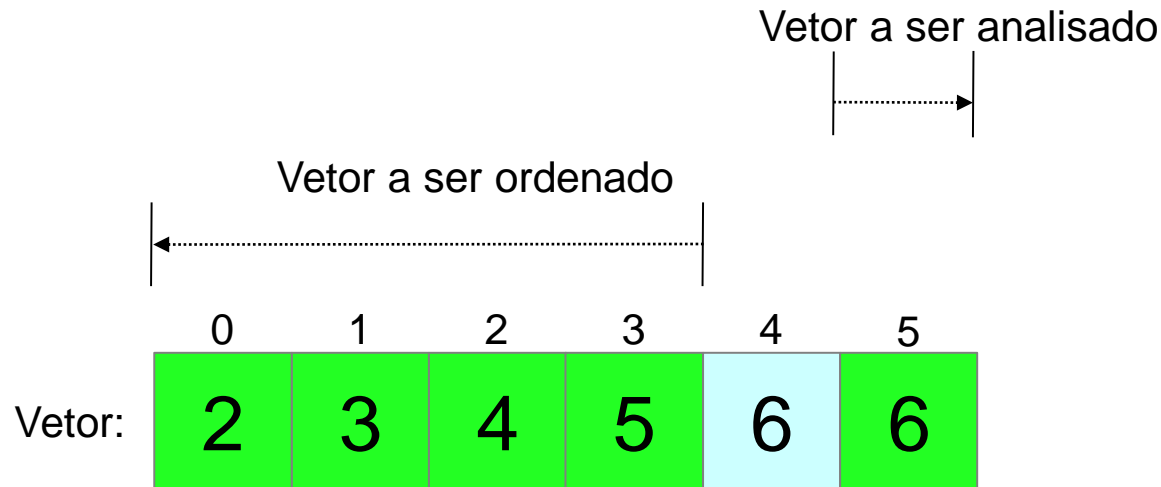 Vetor a ser analisado
Vetor a ser ordenado
0 1 2 3 4 5
Vetor: 2 3 4 5 6 6